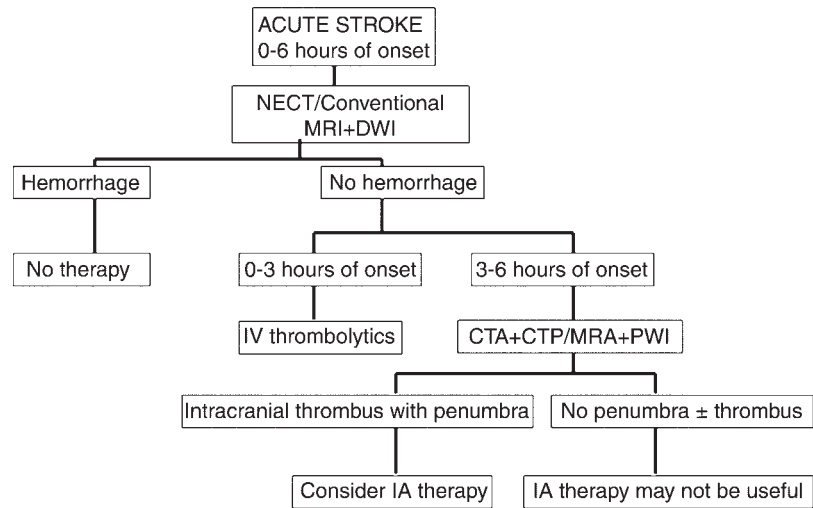 ACUTE STROKE
0-6 hours of onset
NECT/Conventional
MRI+DWI
Hemorrhage
No hemorrhage
No therapy
0-3 hours of onset
3-6 hours of onset
IV thrombolytics
CTA+CTP/MRA+PWI
Intracranial thrombus with penumbra
No penumbra ± thrombus
Consider IA therapy
IA therapy may not be useful